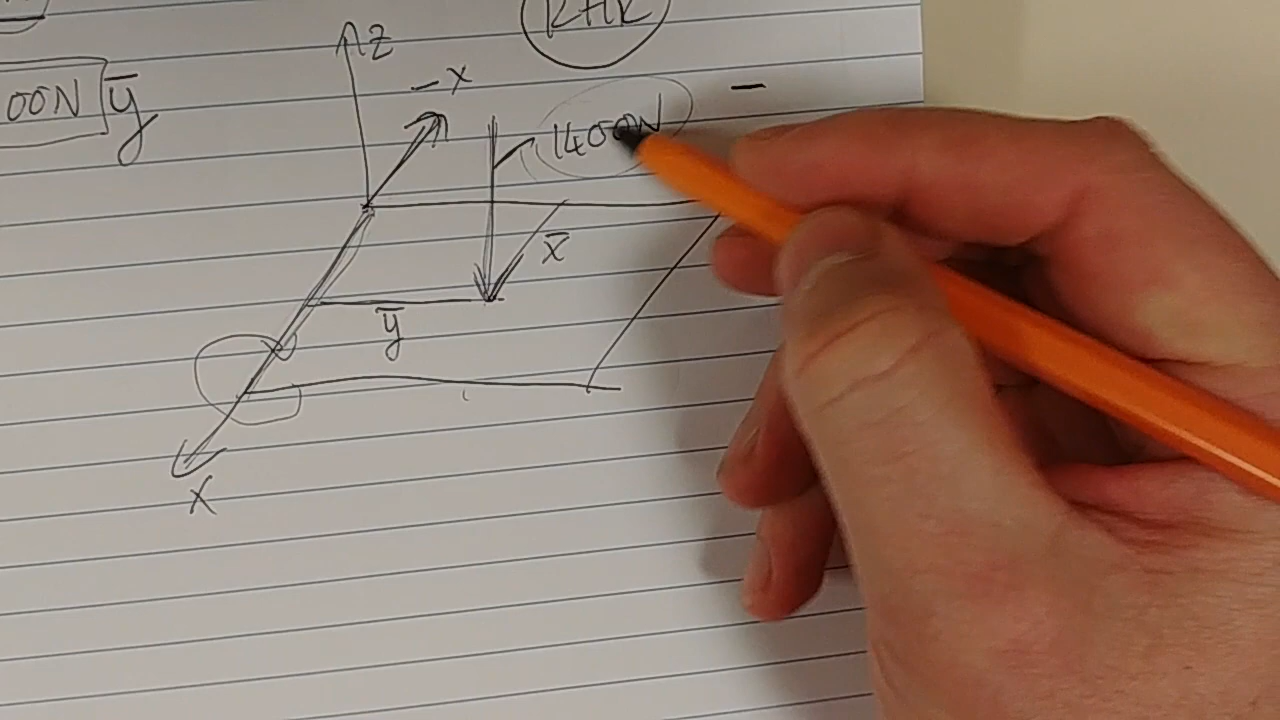 RHR
Z
-x
00N ȳ
1400N -
x̄
ȳ
x